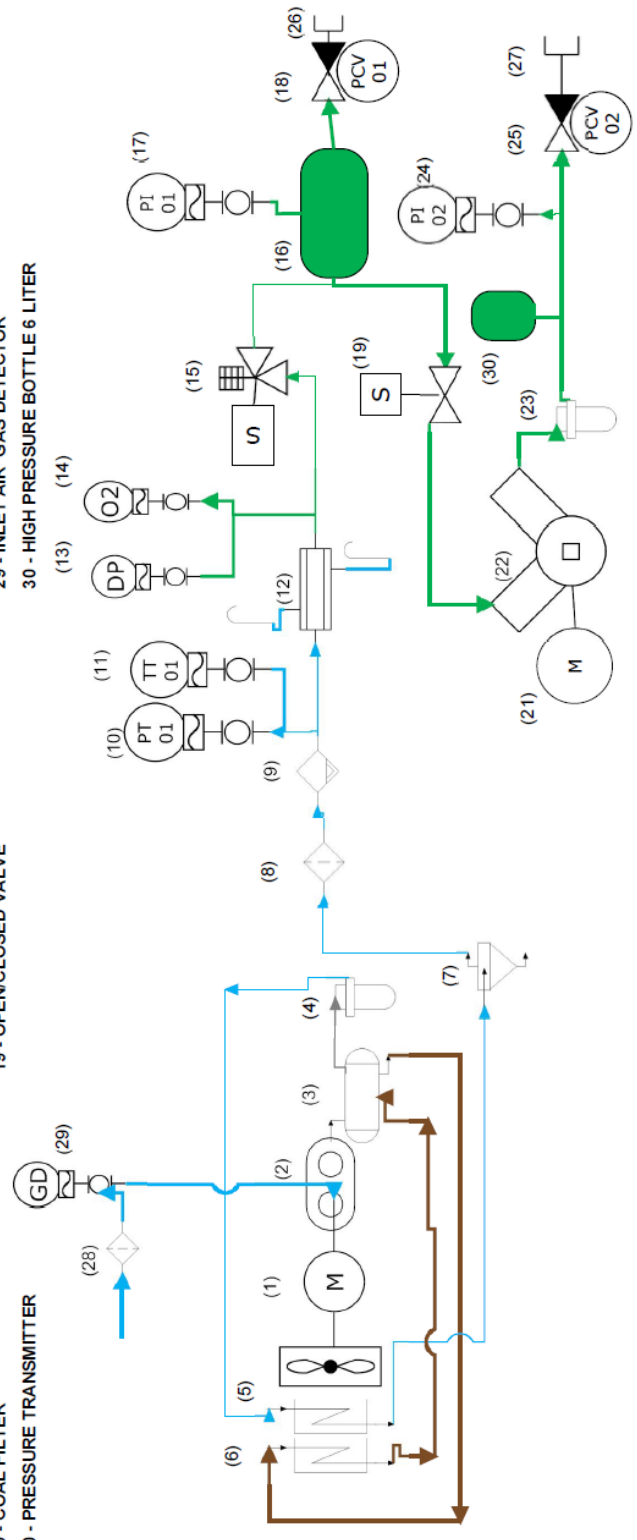 - COAL FILTER
0 - PRESSURE TRANSMITTER
19 - OPEN/CLOSED VALVE
29 - INLET AIR GAS DETECTOR
30 - HIGH PRESSURE BOTTLE 6 LITER
(28)
GD
(29)
(6)
(5)
(1)
M
(2)
(3)
(4)
(7)
(8)
(9)
(10)
PT
01
(11)
TT
01
(12)
(13)
DP
(14)
O2
(15)
S
(16)
(17)
PI
01
(18)
PCV
01
(26)
(19)
S
(21)
M
(22)
(23)
(30)
(24)
PI
02
(25)
PCV
02
(27)